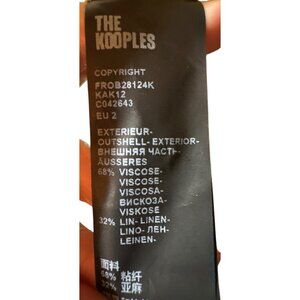 THE
KOOPLES
COPYRIGHT
FROB28124K
KAK12
C042643
EU 2
EXTERIEUR-
OUTSHELL- EXTERIOR-
ВНЕШНЯЯ ЧАСТЬ-
ÄUSSERES
68% VISCOSE-
VISCOSE-
VISCOSA-
ВИСКОЗА-
VISKOSE
32% LIN- LINEN-
LINO- ЛЕН-
LEINEN-
面料
68% 粘纤
32% 亚麻